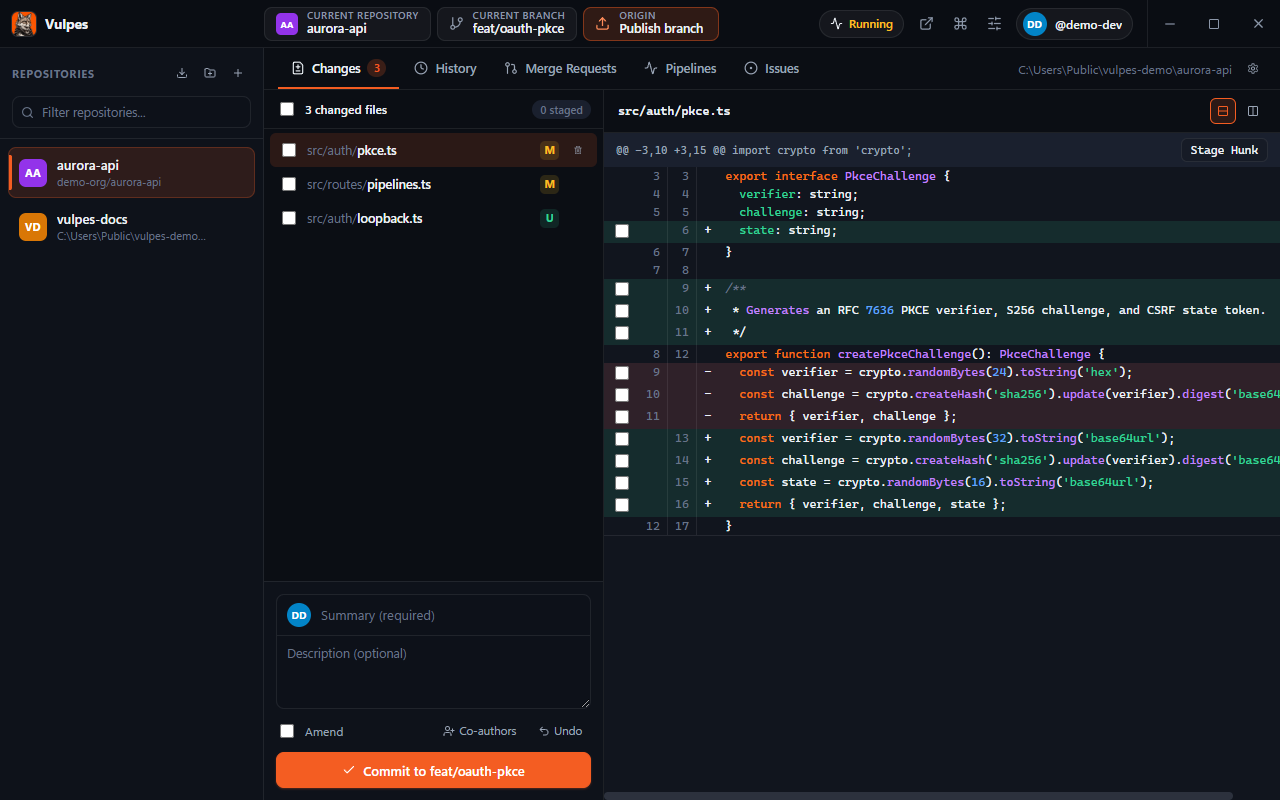 Vulpes
AA
CURRENT REPOSITORY
aurora-api
CURRENT BRANCH
feat/oauth-pkce
ORIGIN
Publish branch
Running
DD
@demo-dev
REPOSITORIES
Filter repositories...
AA
aurora-api
demo-org/aurora-api
VD
vulpes-docs
C:\Users\Public\vulpes-demo...
Changes 3
History
Merge Requests
Pipelines
Issues
C:\Users\Public\vulpes-demo\aurora-api
3 changed files
0 staged
src/auth/pkce.ts M
src/routes/pipelines.ts M
src/auth/loopback.ts U
DD
Summary (required)
Description (optional)
Amend
Co-authors
Undo
Commit to feat/oauth-pkce
src/auth/pkce.ts
@@ -3,10 +3,15 @@ import crypto from 'crypto';
Stage Hunk
3 3 export interface PkceChallenge {
4 4 verifier: string;
5 5 challenge: string;
6 + state: string;
6 7 }
7 8
9 + /**
10 + * Generates an RFC 7636 PKCE verifier, S256 challenge, and CSRF state token.
11 + */
8 12 export function createPkceChallenge(): PkceChallenge {
9 − const verifier = crypto.randomBytes(24).toString('hex');
10 − const challenge = crypto.createHash('sha256').update(verifier).digest('base64
11 − return { verifier, challenge };
13 + const verifier = crypto.randomBytes(32).toString('base64url');
14 + const challenge = crypto.createHash('sha256').update(verifier).digest('base64
15 + const state = crypto.randomBytes(16).toString('base64url');
16 + return { verifier, challenge, state };
12 17 }